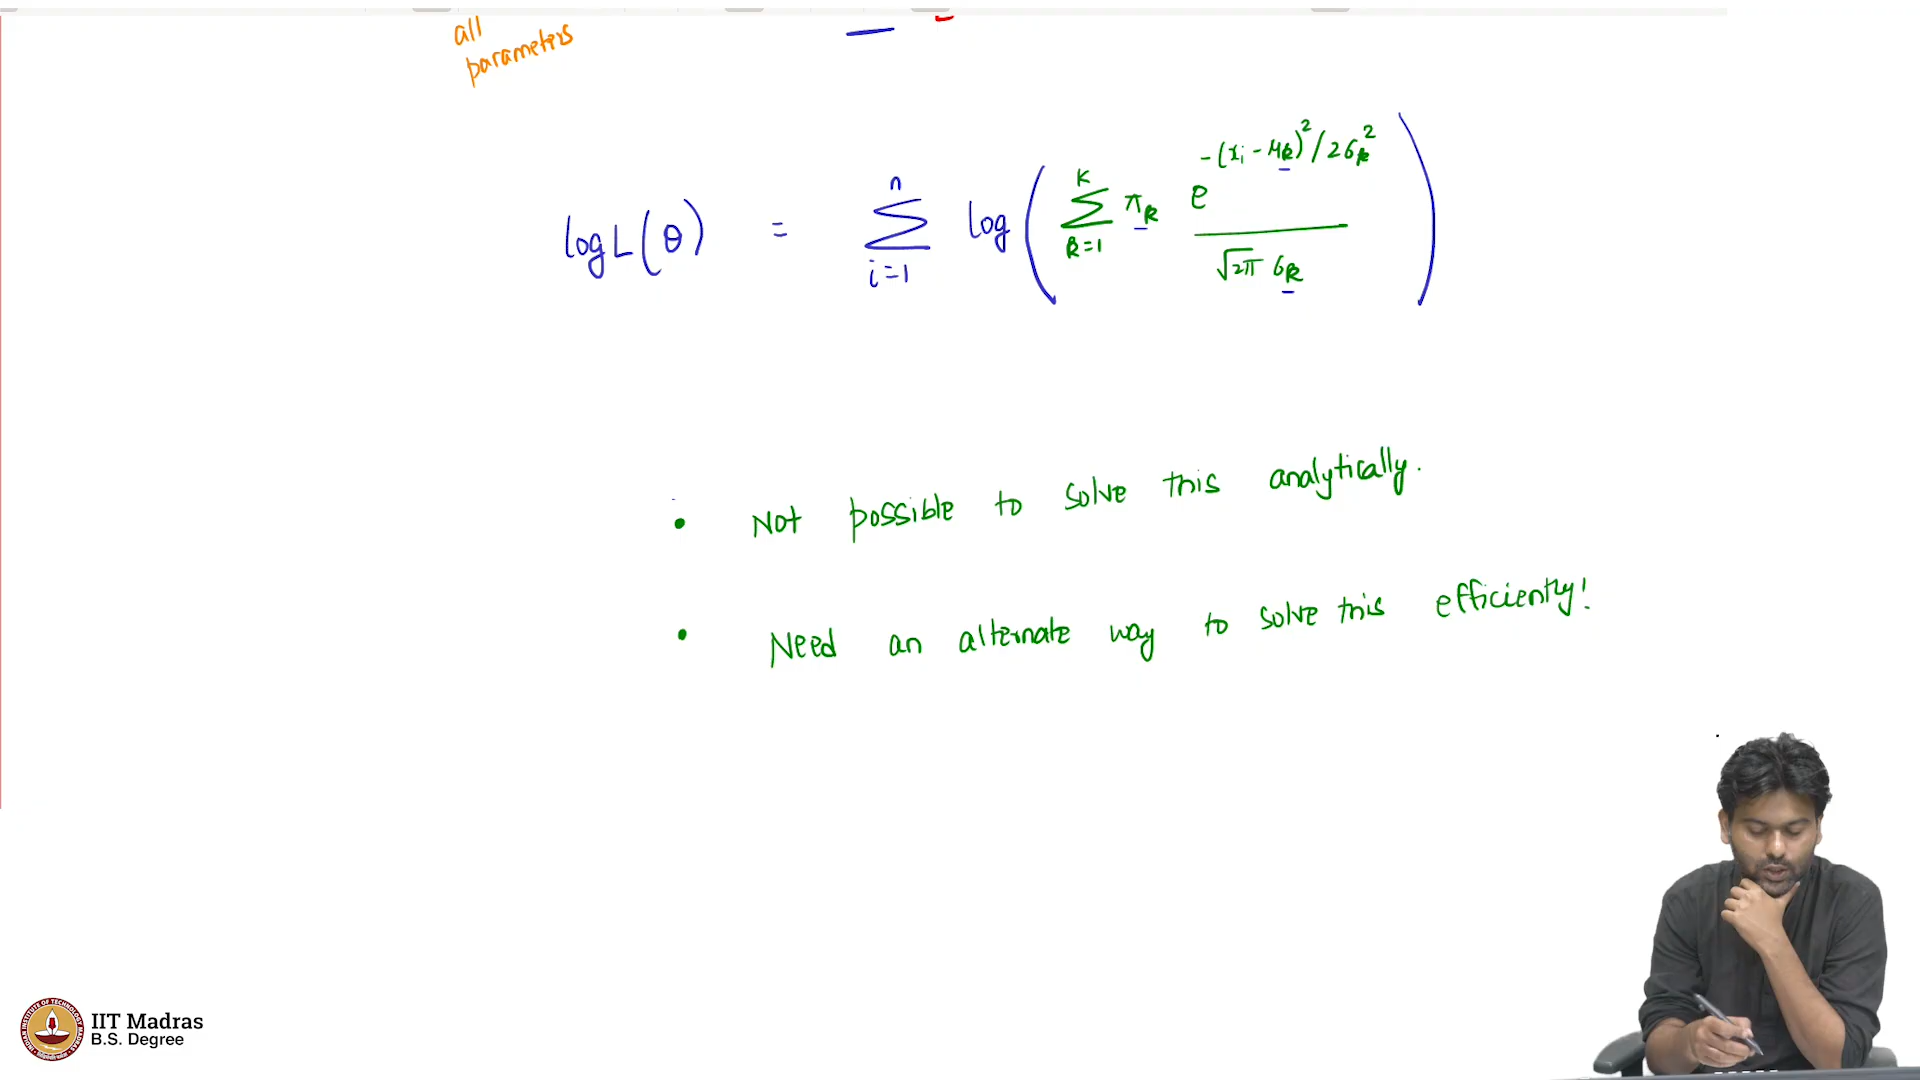 all
parameters
log L(θ) = Σ_{i=1}^{n} log( Σ_{k=1}^{K} π_k e^{-(x_i - μ_k)^2/2σ_k^2} / √2π σ_k )
• Not possible to solve this analytically.
• Need an alternate way to solve this efficiently!
IIT Madras
B.S. Degree